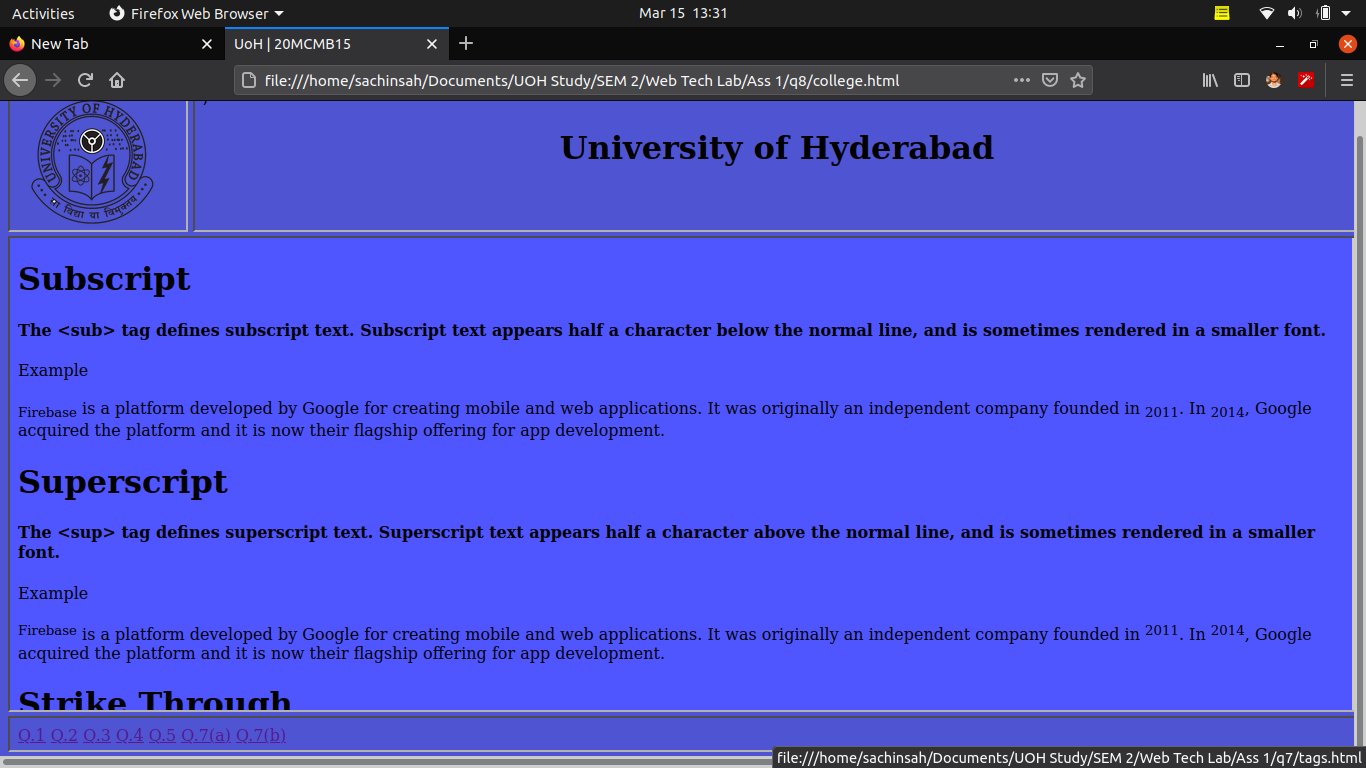 Activities
Firefox Web Browser
Mar 15 13:31
New Tab
UoH | 20MCMB15
file:///home/sachinsah/Documents/UOH Study/SEM 2/Web Tech Lab/Ass 1/q8/college.html
UNIVERSITY OF HYDERABAD
सा विद्या या विमुक्तये
University of Hyderabad
Subscript
The <sub> tag defines subscript text. Subscript text appears half a character below the normal line, and is sometimes rendered in a smaller font.
Example
Firebase is a platform developed by Google for creating mobile and web applications. It was originally an independent company founded in 2011. In 2014, Google
acquired the platform and it is now their flagship offering for app development.
Superscript
The <sup> tag defines superscript text. Superscript text appears half a character above the normal line, and is sometimes rendered in a smaller
font.
Example
Firebase is a platform developed by Google for creating mobile and web applications. It was originally an independent company founded in 2011. In 2014, Google
acquired the platform and it is now their flagship offering for app development.
Strike Through
Q.1 Q.2 Q.3 Q.4 Q.5 Q.7(a) Q.7(b)
file:///home/sachinsah/Documents/UOH Study/SEM 2/Web Tech Lab/Ass 1/q7/tags.html